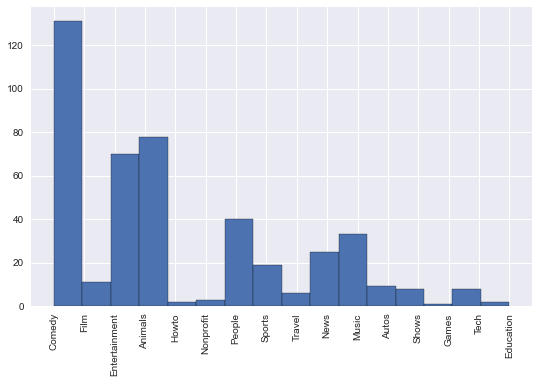 120
100
80
60
40
20
0
Comedy
Film
Entertainment
Animals
Howto
Nonprofit
People
Sports
Travel
News
Music
Autos
Shows
Games
Tech
Education